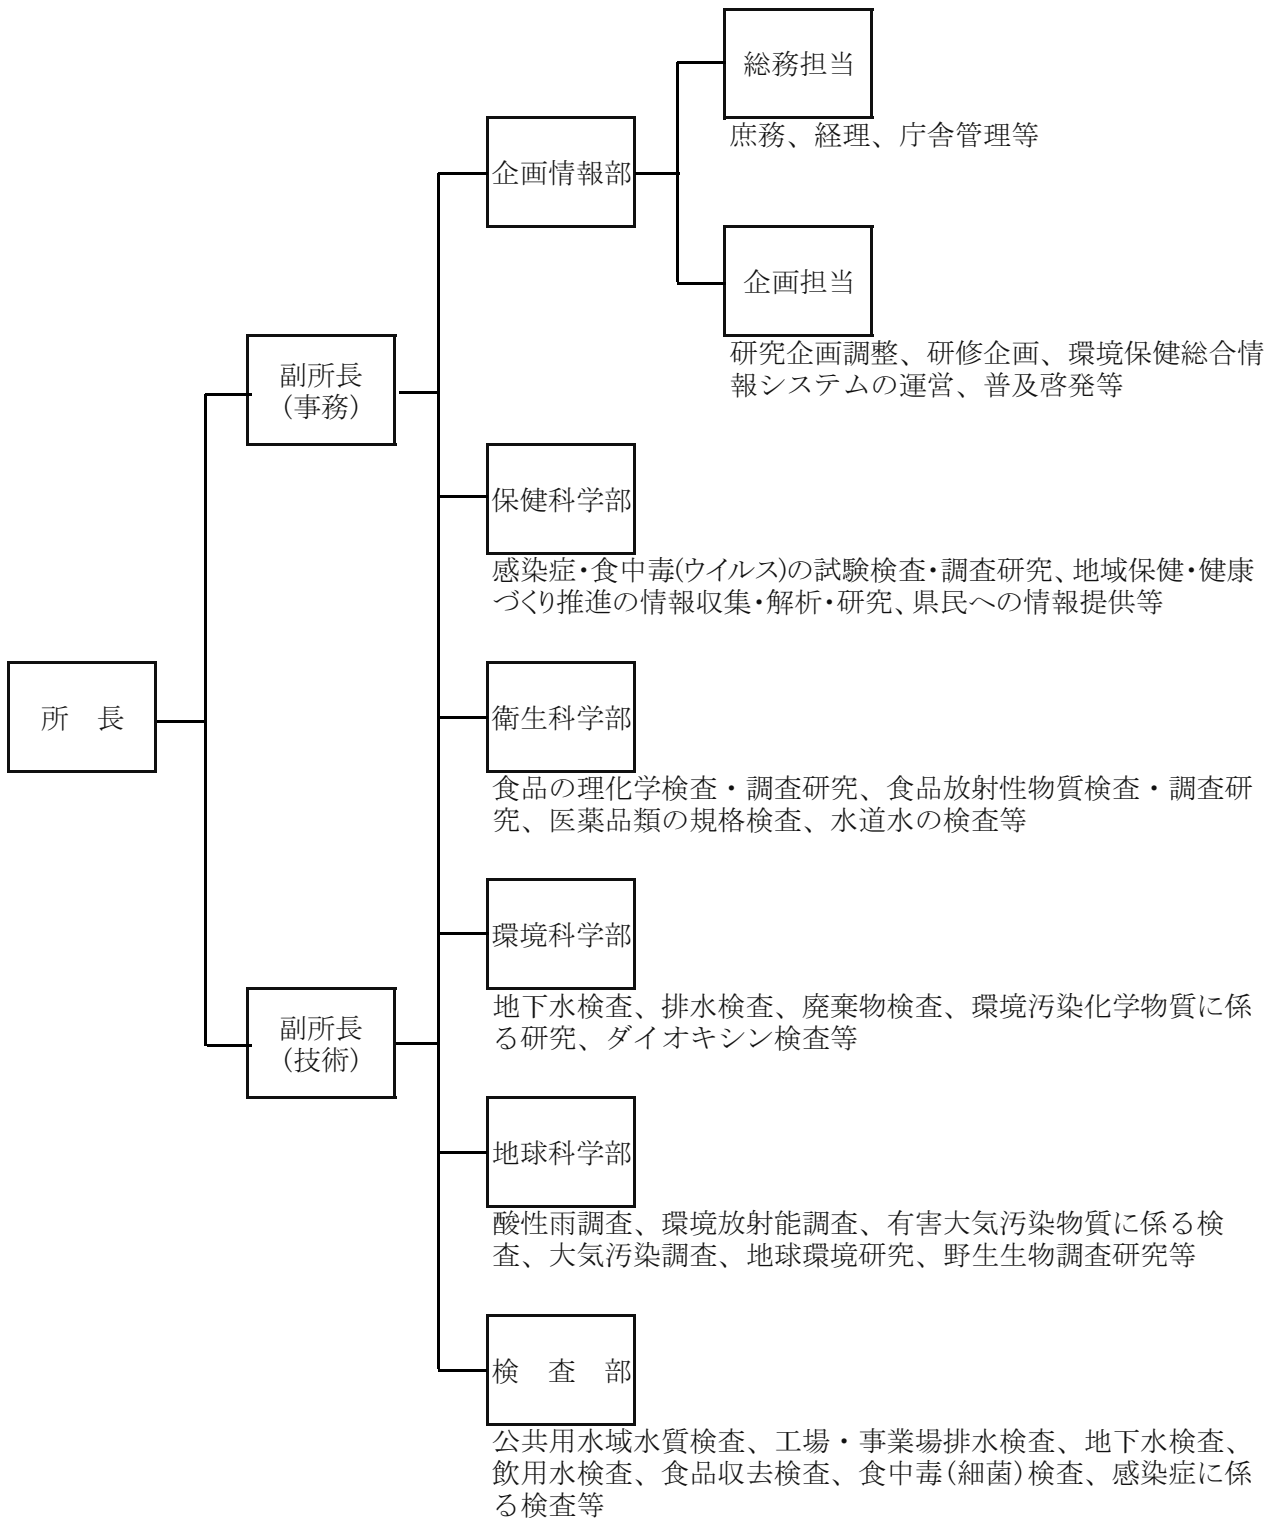 総務担当
庶務、経理、庁舎管理等
企画情報部
企画担当
研究企画調整、研修企画、環境保健総合情
報システムの運営、普及啓発等
副所長
（事務）
保健科学部
感染症・食中毒(ウイルス)の試験検査・調査研究、地域保健・健康
づくり推進の情報収集・解析・研究、県民への情報提供等
所　長
衛生科学部
食品の理化学検査・調査研究、食品放射性物質検査・調査研
究、医薬品類の規格検査、水道水の検査等
環境科学部
地下水検査、排水検査、廃棄物検査、環境汚染化学物質に係
る研究、ダイオキシン検査等
副所長
（技術）
地球科学部
酸性雨調査、環境放射能調査、有害大気汚染物質に係る検
査、大気汚染調査、地球環境研究、野生生物調査研究等
検　査　部
公共用水域水質検査、工場・事業場排水検査、地下水検査、
飲用水検査、食品収去検査、食中毒（細菌）検査、感染症に係
る検査等